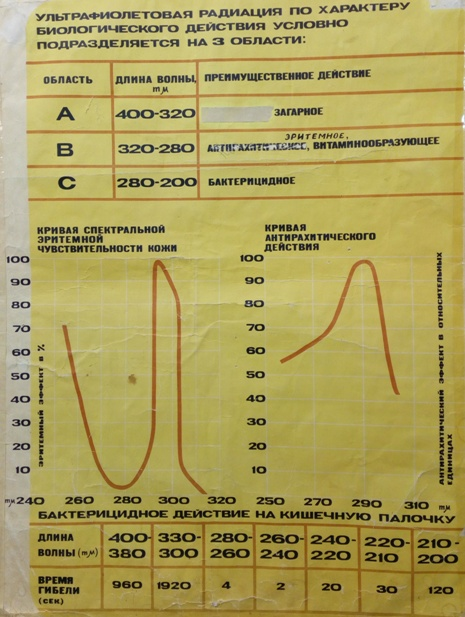 УЛЬТРАФИОЛЕТОВАЯ РАДИАЦИЯ ПО ХАРАКТЕРУ
БИОЛОГИЧЕСКОГО ДЕЙСТВИЯ УСЛОВНО
ПОДРАЗДЕЛЯЕТСЯ НА 3 ОБЛАСТИ:
ОБЛАСТЬ ДЛИНА ВОЛНЫ, mμ ПРЕИМУЩЕСТВЕННОЕ ДЕЙСТВИЕ
A 400-320 ЗАГАРНОЕ
B 320-280 ЭРИТЕМНОЕ, АНТИРАХИТИЧЕСКОЕ, ВИТАМИНООБРАЗУЮЩЕЕ
C 280-200 БАКТЕРИЦИДНОЕ
КРИВАЯ СПЕКТРАЛЬНОЙ
ЭРИТЕМНОЙ
ЧУВСТВИТЕЛЬНОСТИ КОЖИ
100
90
80
70
60
50
40
30
20
10
ЭРИТЕМНЫЙ ЭФФЕКТ В %
mμ 240 260 280 300 320
КРИВАЯ
АНТИРАХИТИЧЕСКОГО
ДЕЙСТВИЯ
100
90
80
70
60
50
40
30
20
10
АНТИРАХИТИЧЕСКИЙ ЭФФЕКТ В ОТНОСИТЕЛЬНЫХ
ЕДИНИЦАХ
250 270 290 310 mμ
БАКТЕРИЦИДНОЕ ДЕЙСТВИЕ НА КИШЕЧНУЮ ПАЛОЧКУ
ДЛИНА 400- 330- 280- 260- 240- 220- 210-
ВОЛНЫ (mμ) 380 300 260 240 220 210 200
ВРЕМЯ
ГИБЕЛИ 960 1920 4 2 20 30 120
(СЕК)